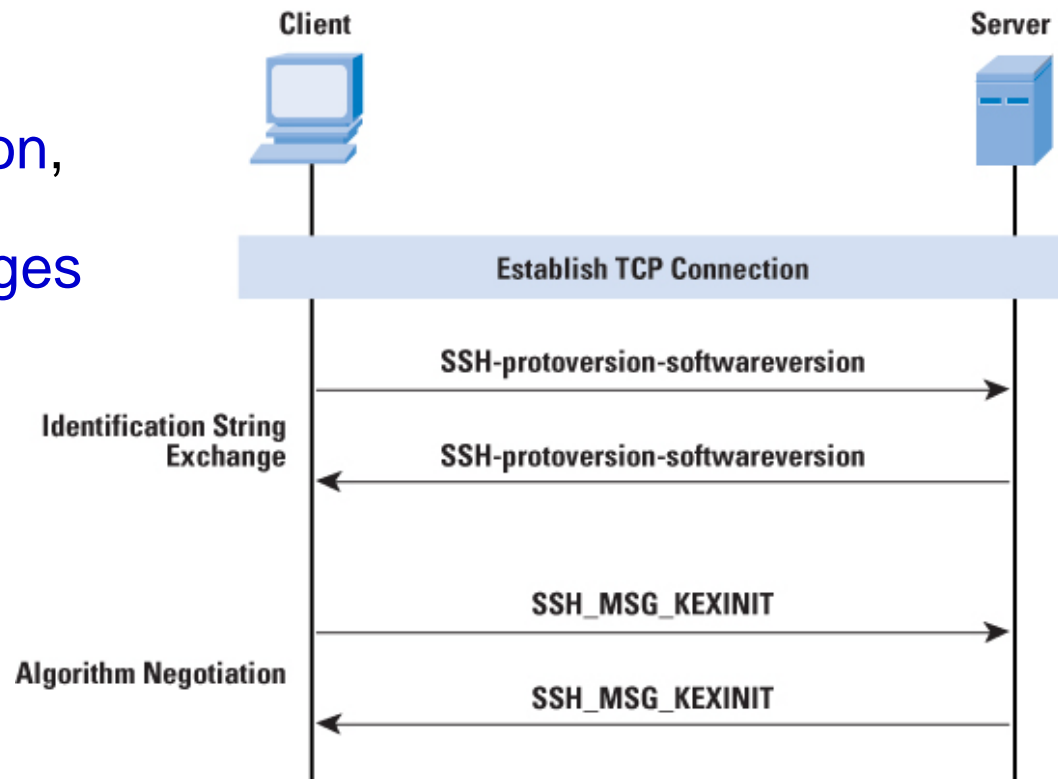 Client
Server
on,
ges
Establish TCP Connection
SSH-protoversion-softwareversion
Identification String
Exchange
SSH-protoversion-softwareversion
SSH_MSG_KEXINIT
Algorithm Negotiation
SSH_MSG_KEXINIT